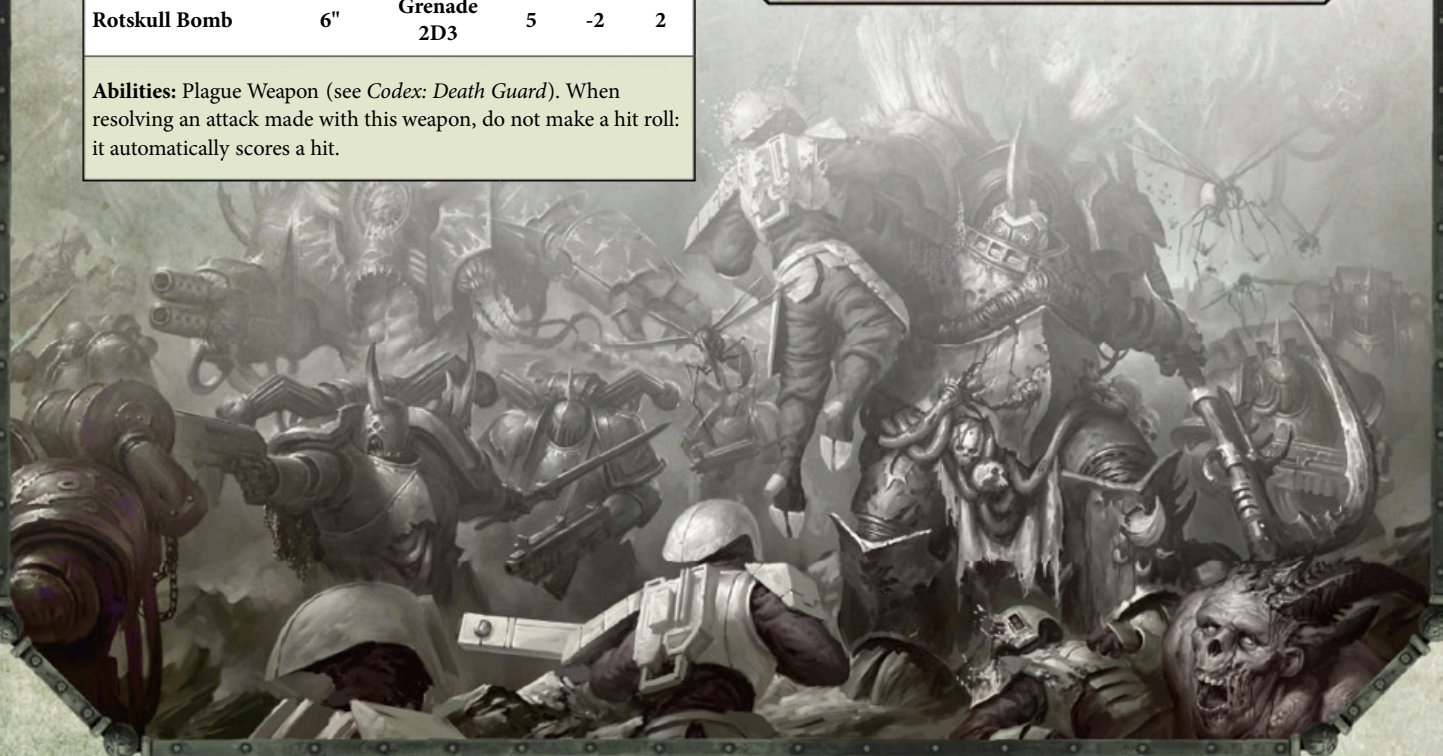 Rotskull Bomb 6" Grenade 2D3 5 -2 2
Abilities: Plague Weapon (see Codex: Death Guard). When
resolving an attack made with this weapon, do not make a hit roll:
it automatically scores a hit.